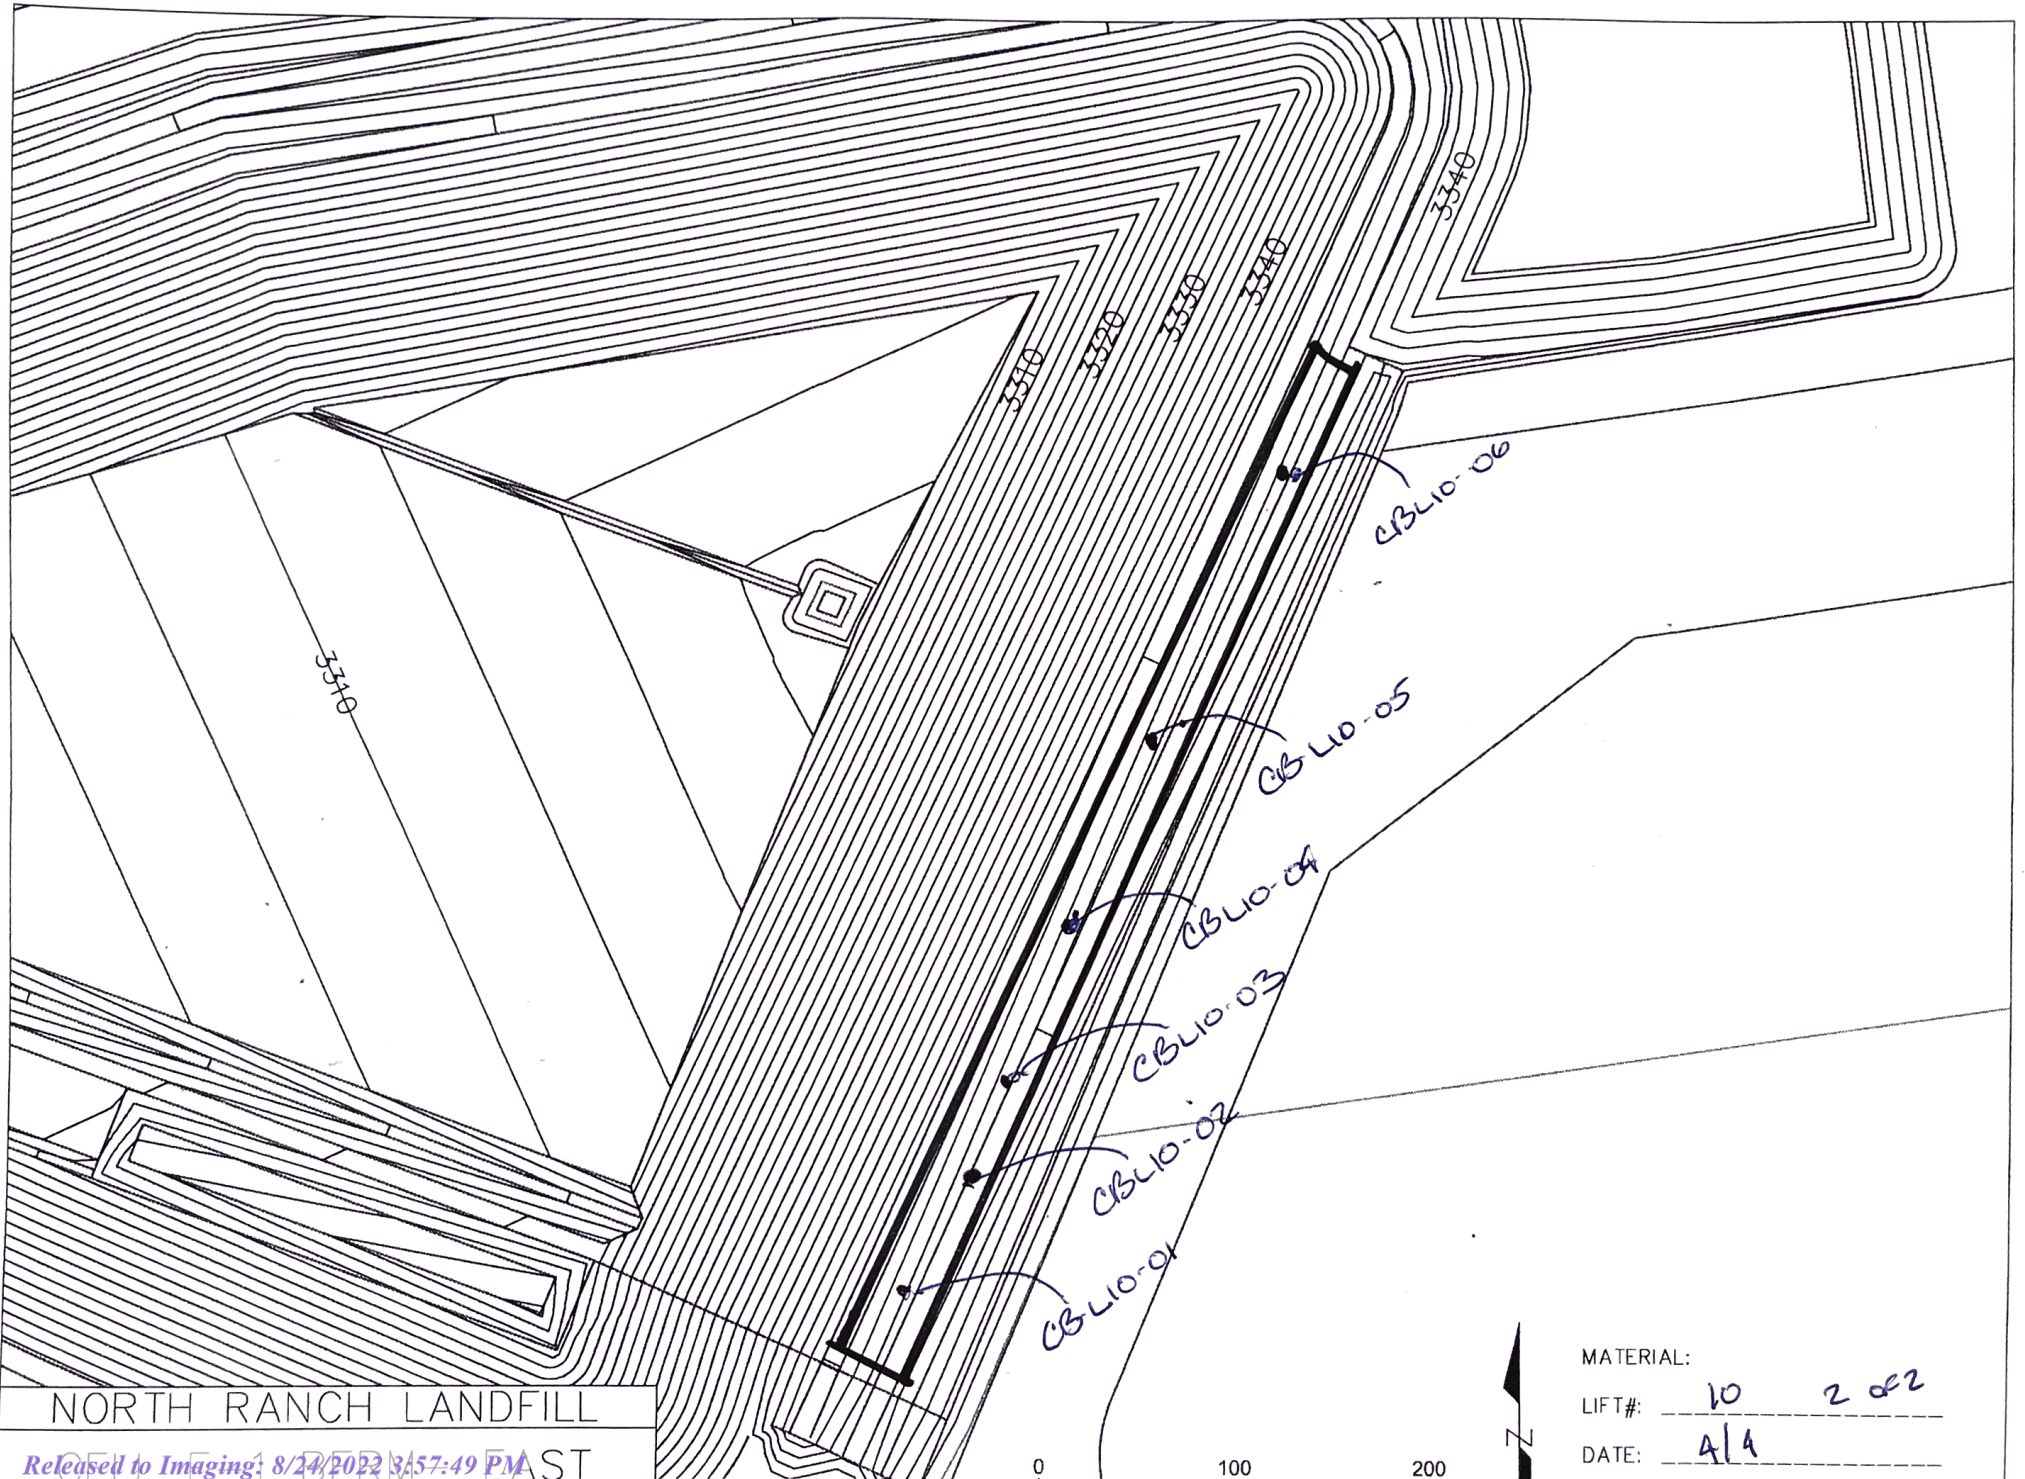 3340
3340
3330
3320
3310
3310
CBL10-06
CBL10-05
CBL10-04
CBL10-03
CBL10-02
CBL10-01
MATERIAL:
LIFT#: 10 2 of 2
DATE: 4/4
N
0 100 200
NORTH RANCH LANDFILL
EAST
Released to Imaging: 8/24/2022 3:57:49 PM